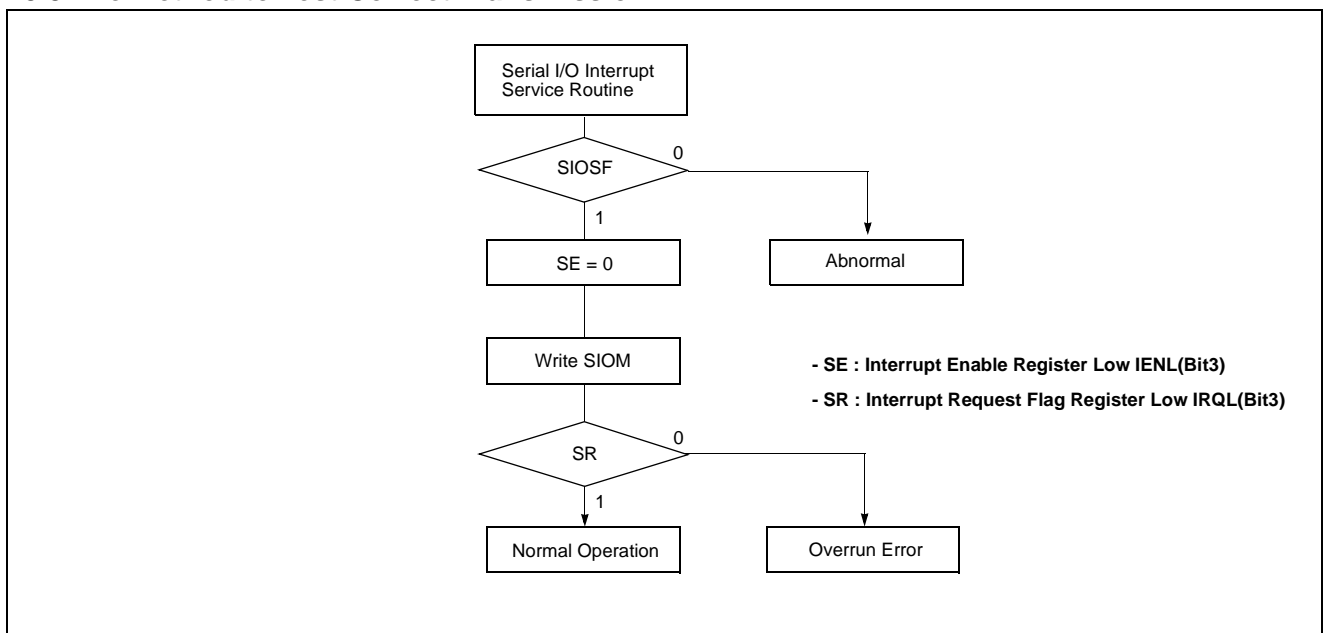 Serial I/O Interrupt
Service Routine
SIOSF
0
1
SE = 0
Abnormal
Write SIOM
- SE : Interrupt Enable Register Low IENL(Bit3)
- SR : Interrupt Request Flag Register Low IRQL(Bit3)
SR
0
1
Normal Operation
Overrun Error